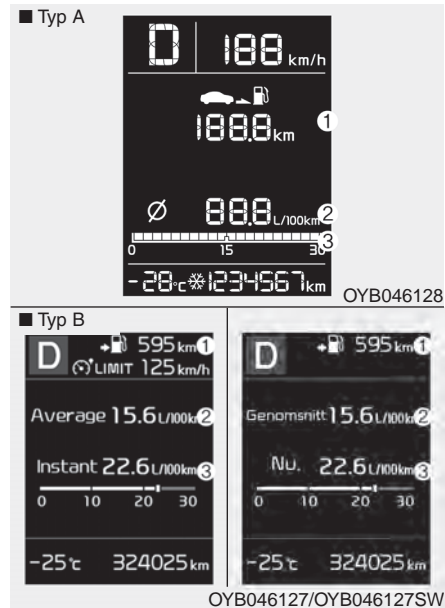 ■ Typ A
D 188 km/h
188.8 km 1
Ø 88.8 L/100km 2
3
0 15 30
-28°C ❄ 1234567 km
OYB046128
■ Typ B
D 595 km 1
LIMIT 125 km/h
Average 15.6 L/100km 2
Instant 22.6 L/100km 3
0 10 20 30
-25°C 324025 km
D 595 km 1
Genomsnitt 15.6 L/100km 2
Nu. 22.6 L/100km 3
0 10 20 30
-25°C 324025 km
OYB046127/OYB046127SW